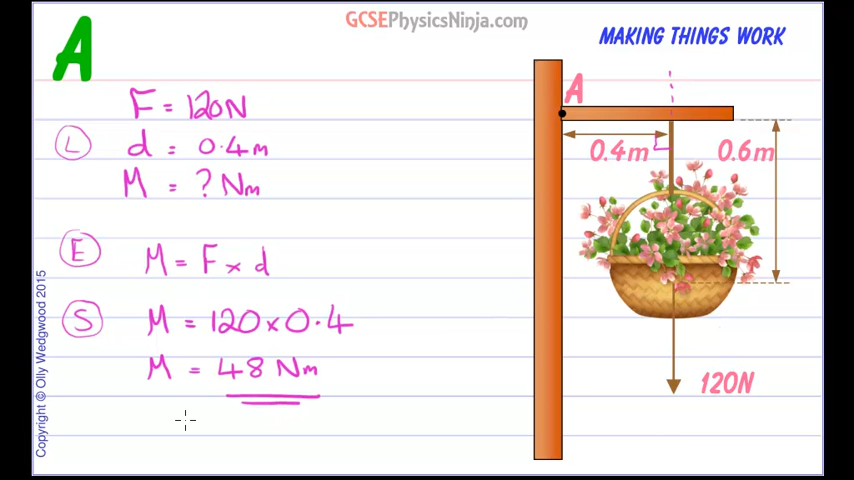 GCSEPhysicsNinja.com
MAKING THINGS WORK
A
F = 120N
L
d = 0.4m
M = ? Nm
E
M = F × d
S
M = 120 × 0.4
M = 48 Nm
A
0.4m
0.6m
120N
Copyright © Olly Wedgwood 2015